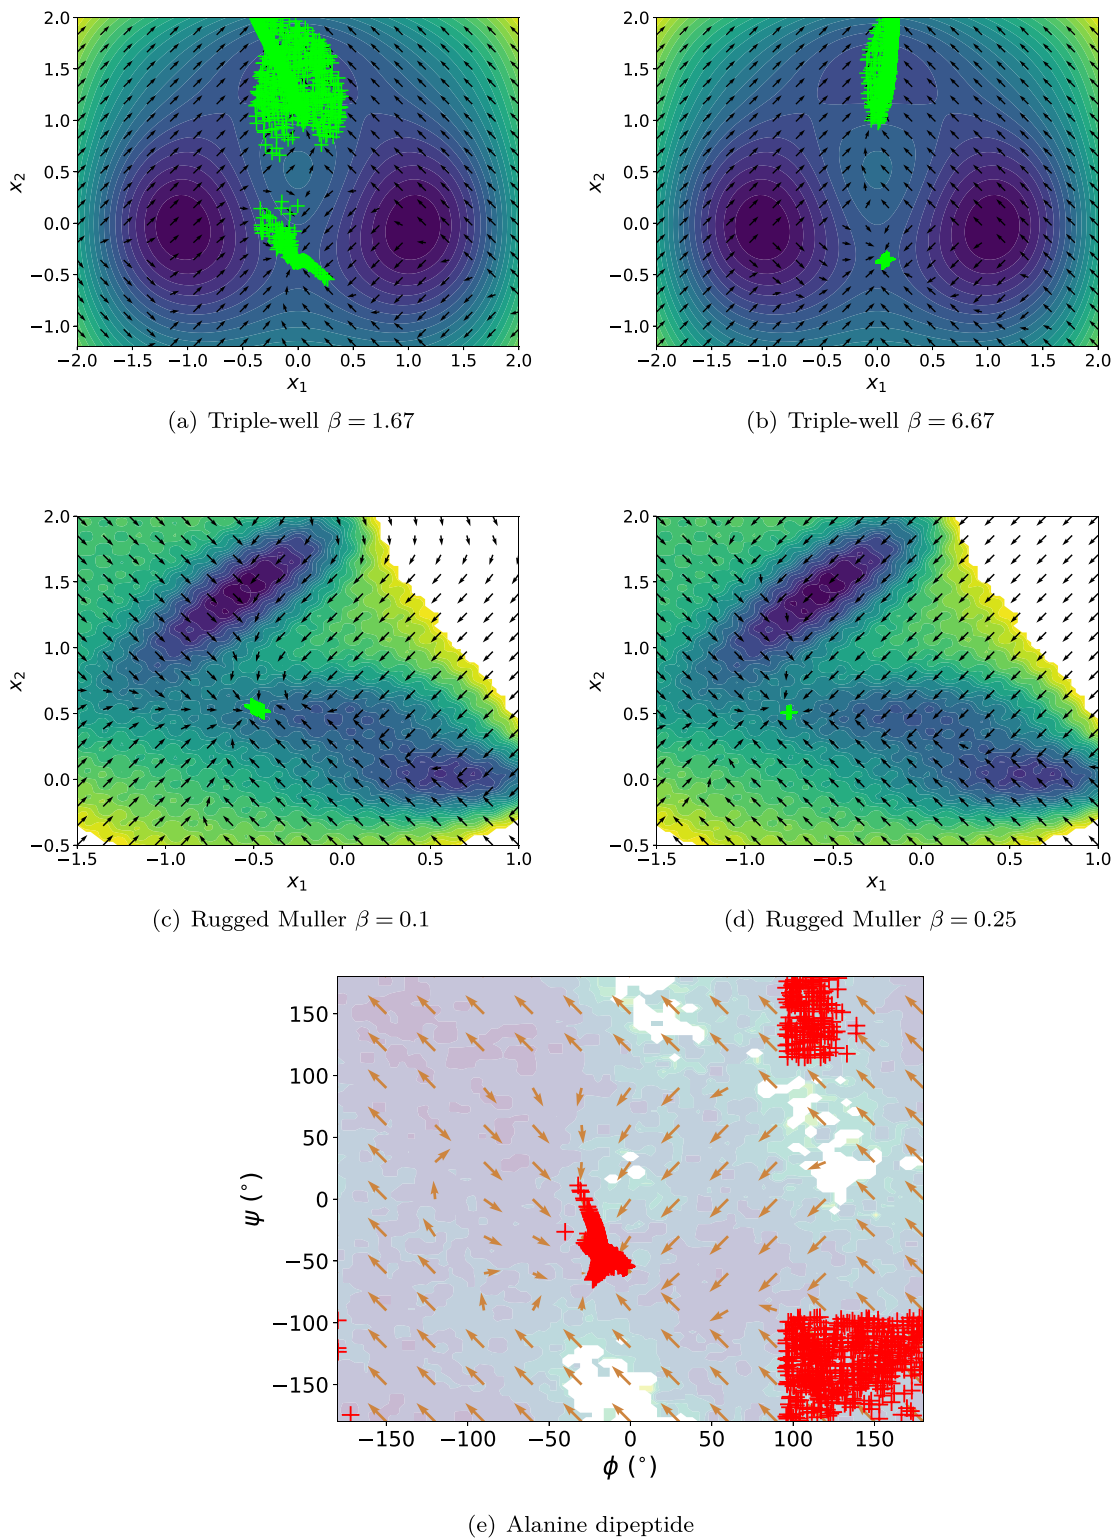 2.0
1.5
1.0
0.5
0.0
−0.5
−1.0
x₂
−2.0 −1.5 −1.0 −0.5 0.0 0.5 1.0 1.5 2.0
x₁
(a) Triple-well β = 1.67
2.0
1.5
1.0
0.5
0.0
−0.5
−1.0
x₂
−2.0 −1.5 −1.0 −0.5 0.0 0.5 1.0 1.5 2.0
x₁
(b) Triple-well β = 6.67
2.0
1.5
1.0
0.5
0.0
−0.5
x₂
−1.5 −1.0 −0.5 0.0 0.5 1.0
x₁
(c) Rugged Muller β = 0.1
2.0
1.5
1.0
0.5
0.0
−0.5
x₂
−1.5 −1.0 −0.5 0.0 0.5 1.0
x₁
(d) Rugged Muller β = 0.25
150
100
50
0
−50
−100
−150
ψ (°)
−150 −100 −50 0 50 100 150
ϕ (°)
(e) Alanine dipeptide